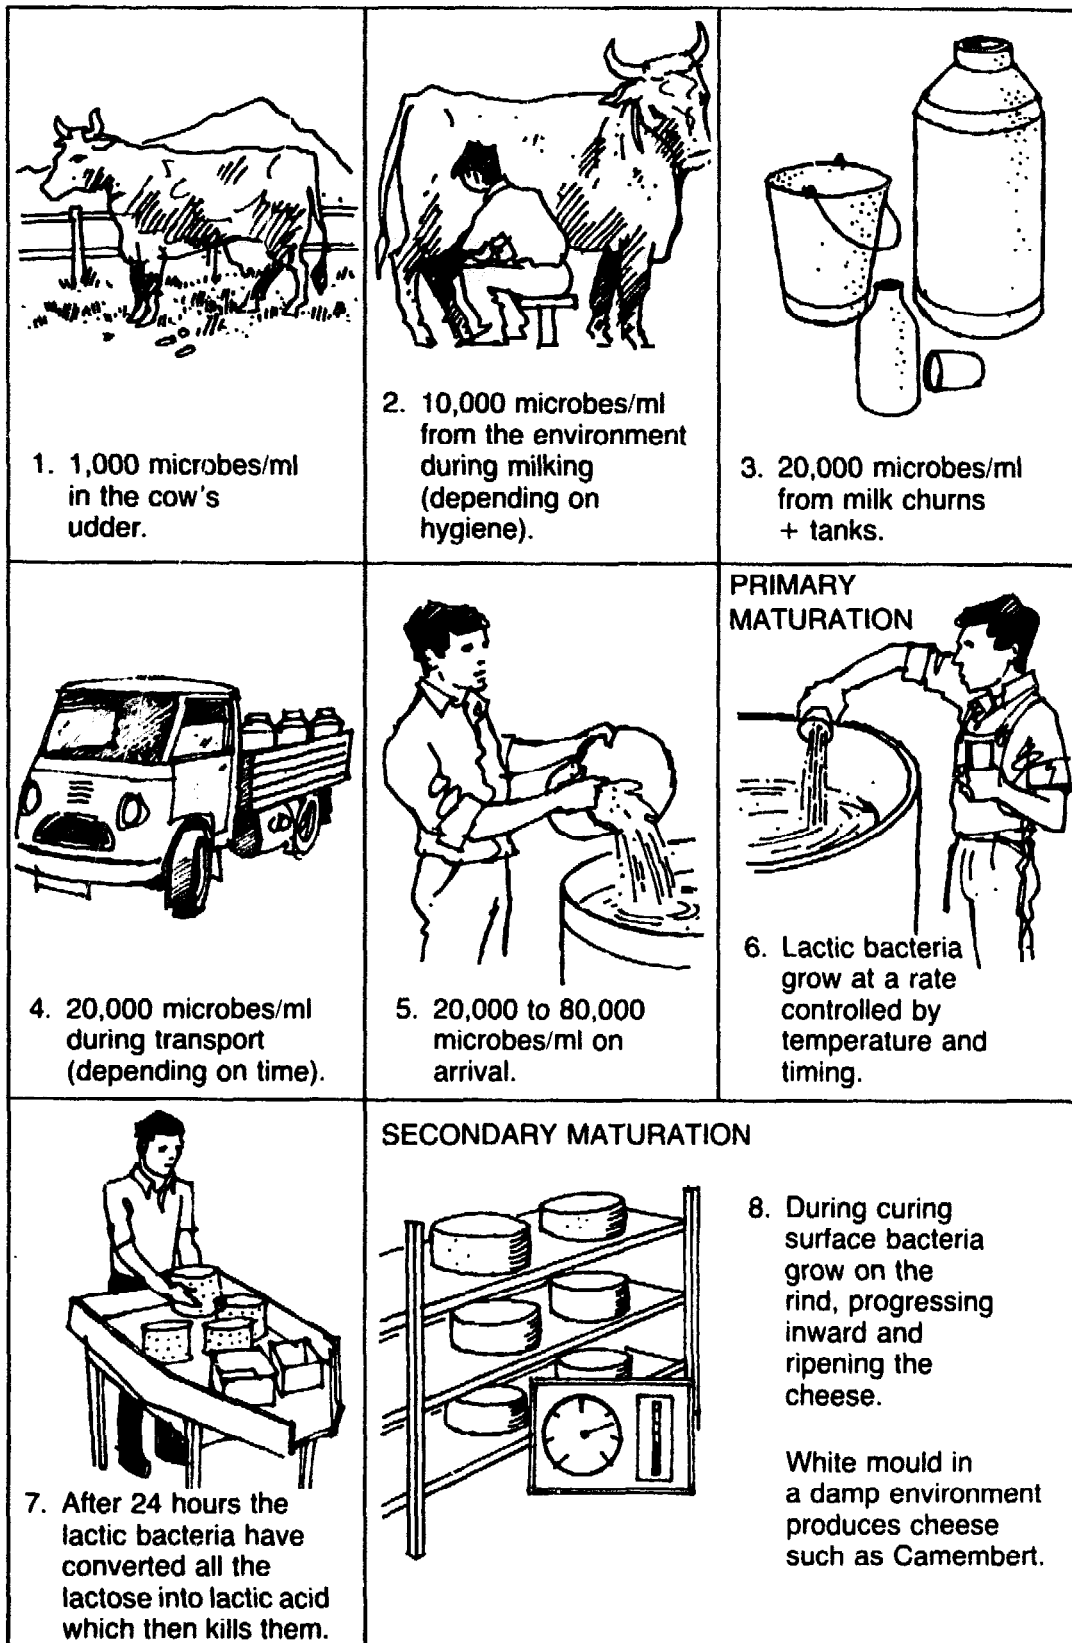 1. 1,000 microbes/ml
in the cow's
udder.
2. 10,000 microbes/ml
from the environment
during milking
(depending on
hygiene).
3. 20,000 microbes/ml
from milk churns
+ tanks.
4. 20,000 microbes/ml
during transport
(depending on time).
5. 20,000 to 80,000
microbes/ml on
arrival.
PRIMARY
MATURATION
6. Lactic bacteria
grow at a rate
controlled by
temperature and
timing.
7. After 24 hours the
lactic bacteria have
converted all the
lactose into lactic acid
which then kills them.
SECONDARY MATURATION
8. During curing
surface bacteria
grow on the
rind, progressing
inward and
ripening the
cheese.
White mould in
a damp environment
produces cheese
such as Camembert.